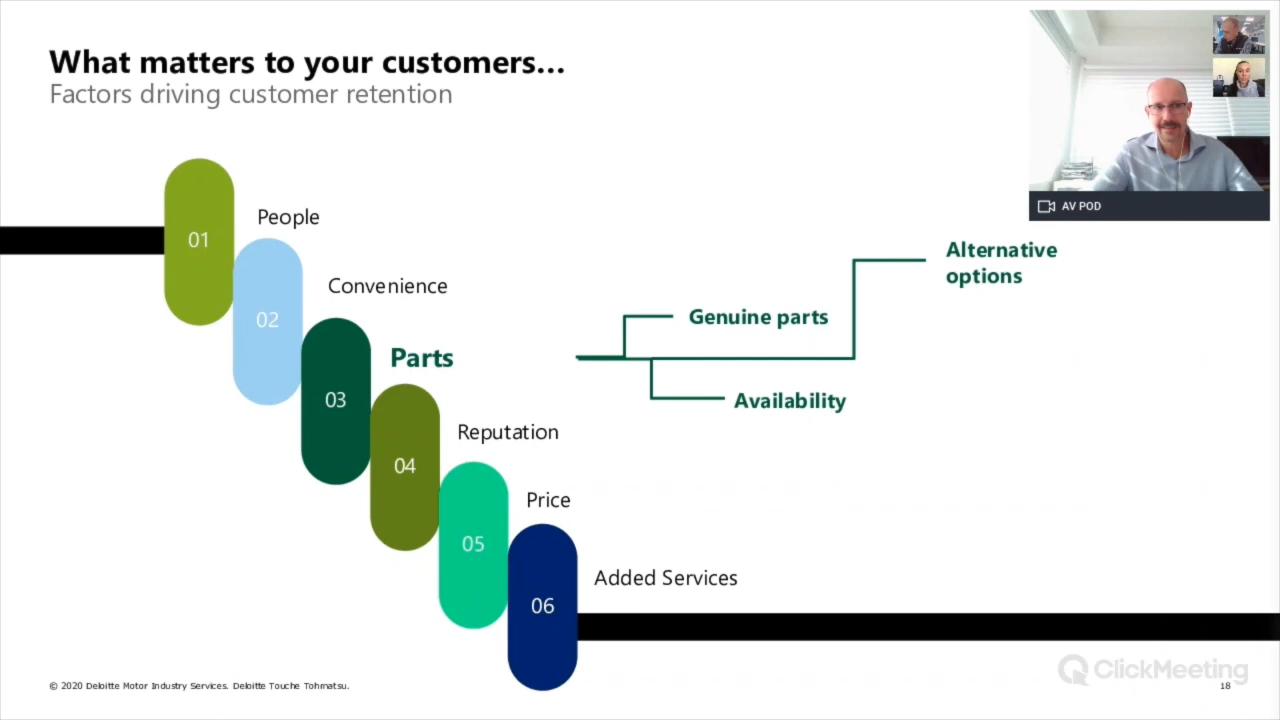 What matters to your customers...
Factors driving customer retention
AV POD
01
People
02
Convenience
03
Parts
Genuine parts
Availability
Alternative
options
04
Reputation
05
Price
06
Added Services
ClickMeeting
© 2020 Deloitte Motor Industry Services. Deloitte Touche Tohmatsu.
18